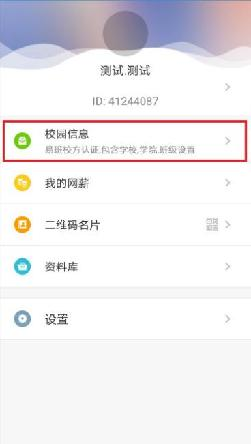 测试.测试
ID: 41244087
校园信息
易班校方认证,包含学校,学院,班级设置
我的网薪
二维码名片
资料库
设置